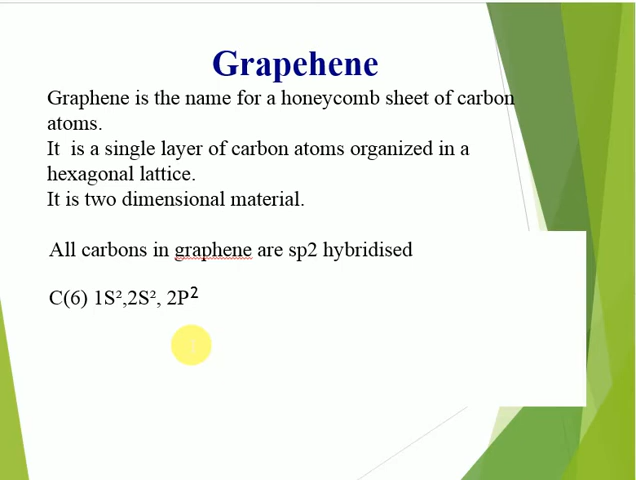 Grapehene
Graphene is the name for a honeycomb sheet of carbon
atoms.
It  is a single layer of carbon atoms organized in a
hexagonal lattice.
It is two dimensional material.
All carbons in graphene are sp2 hybridised
C(6) 1S²,2S², 2P²